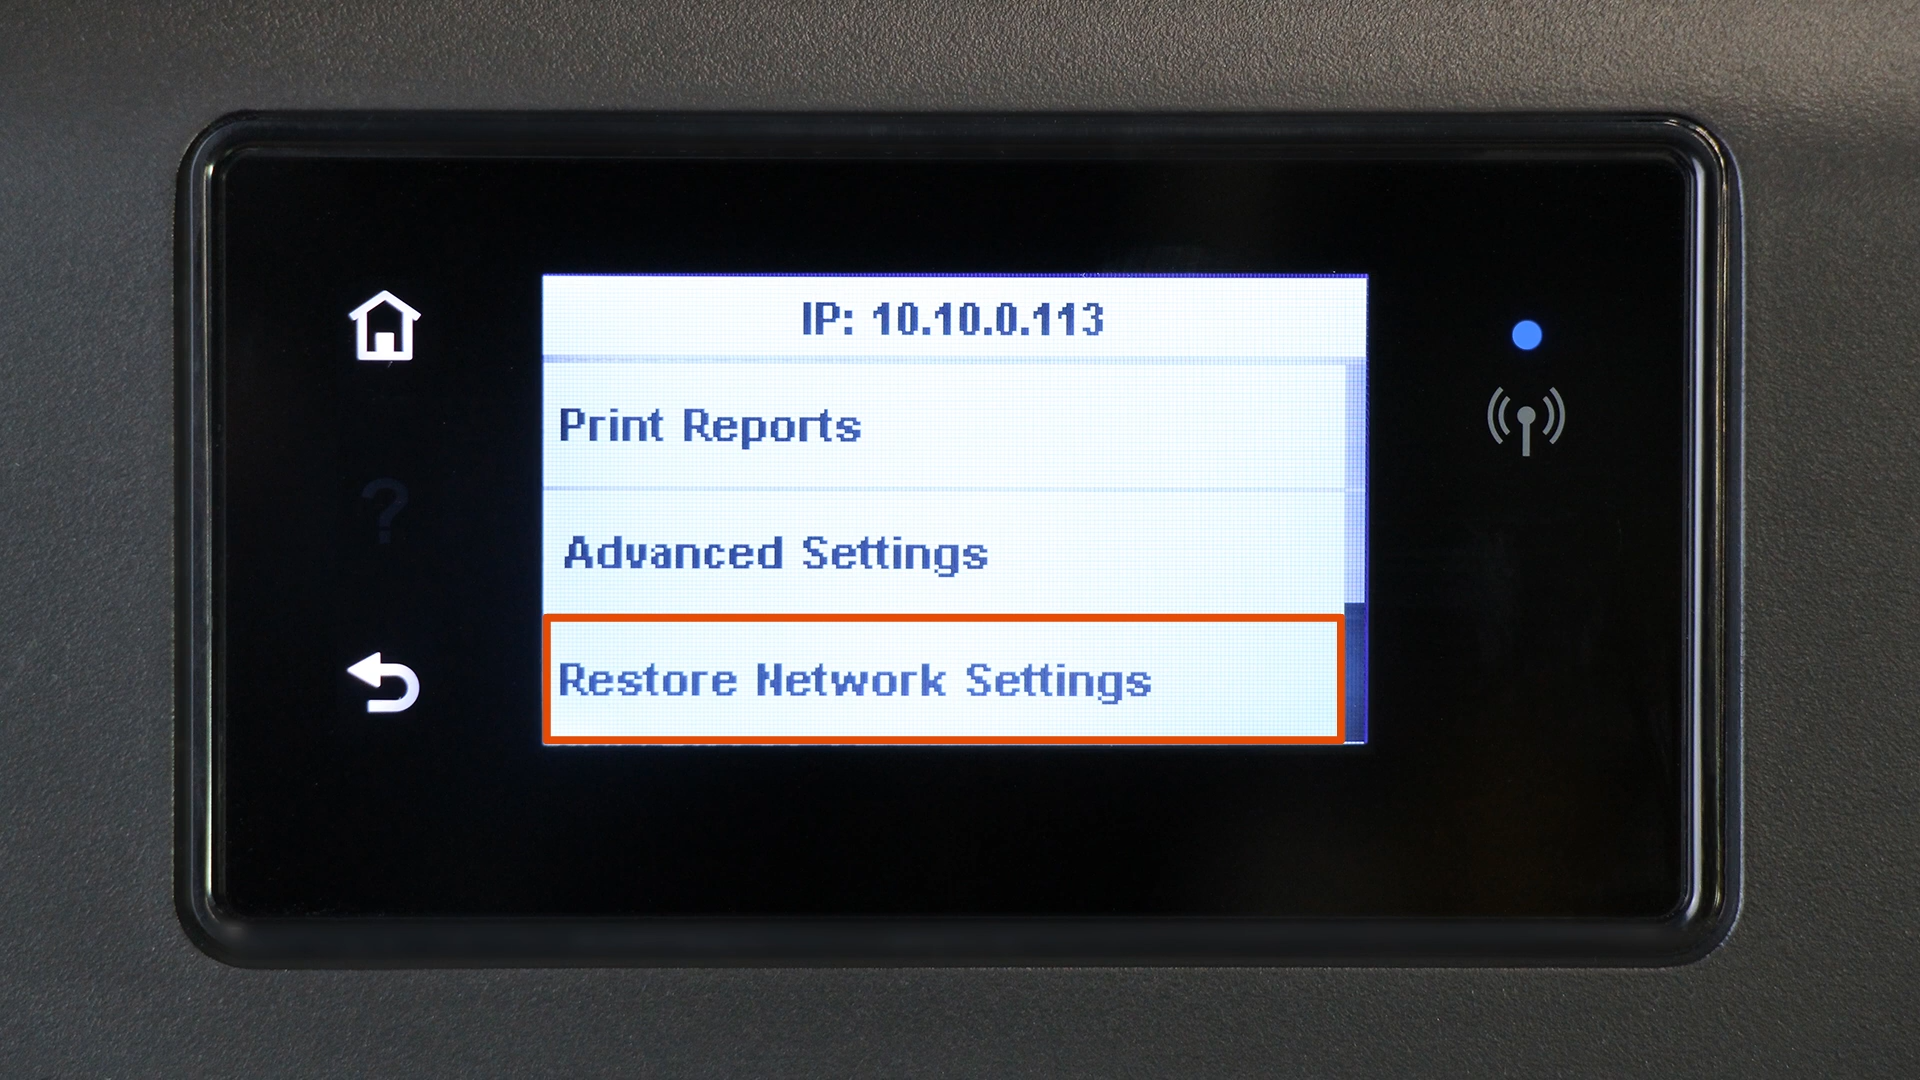 IP: 10.10.0.113
Print Reports
Advanced Settings
Restore Network Settings
?